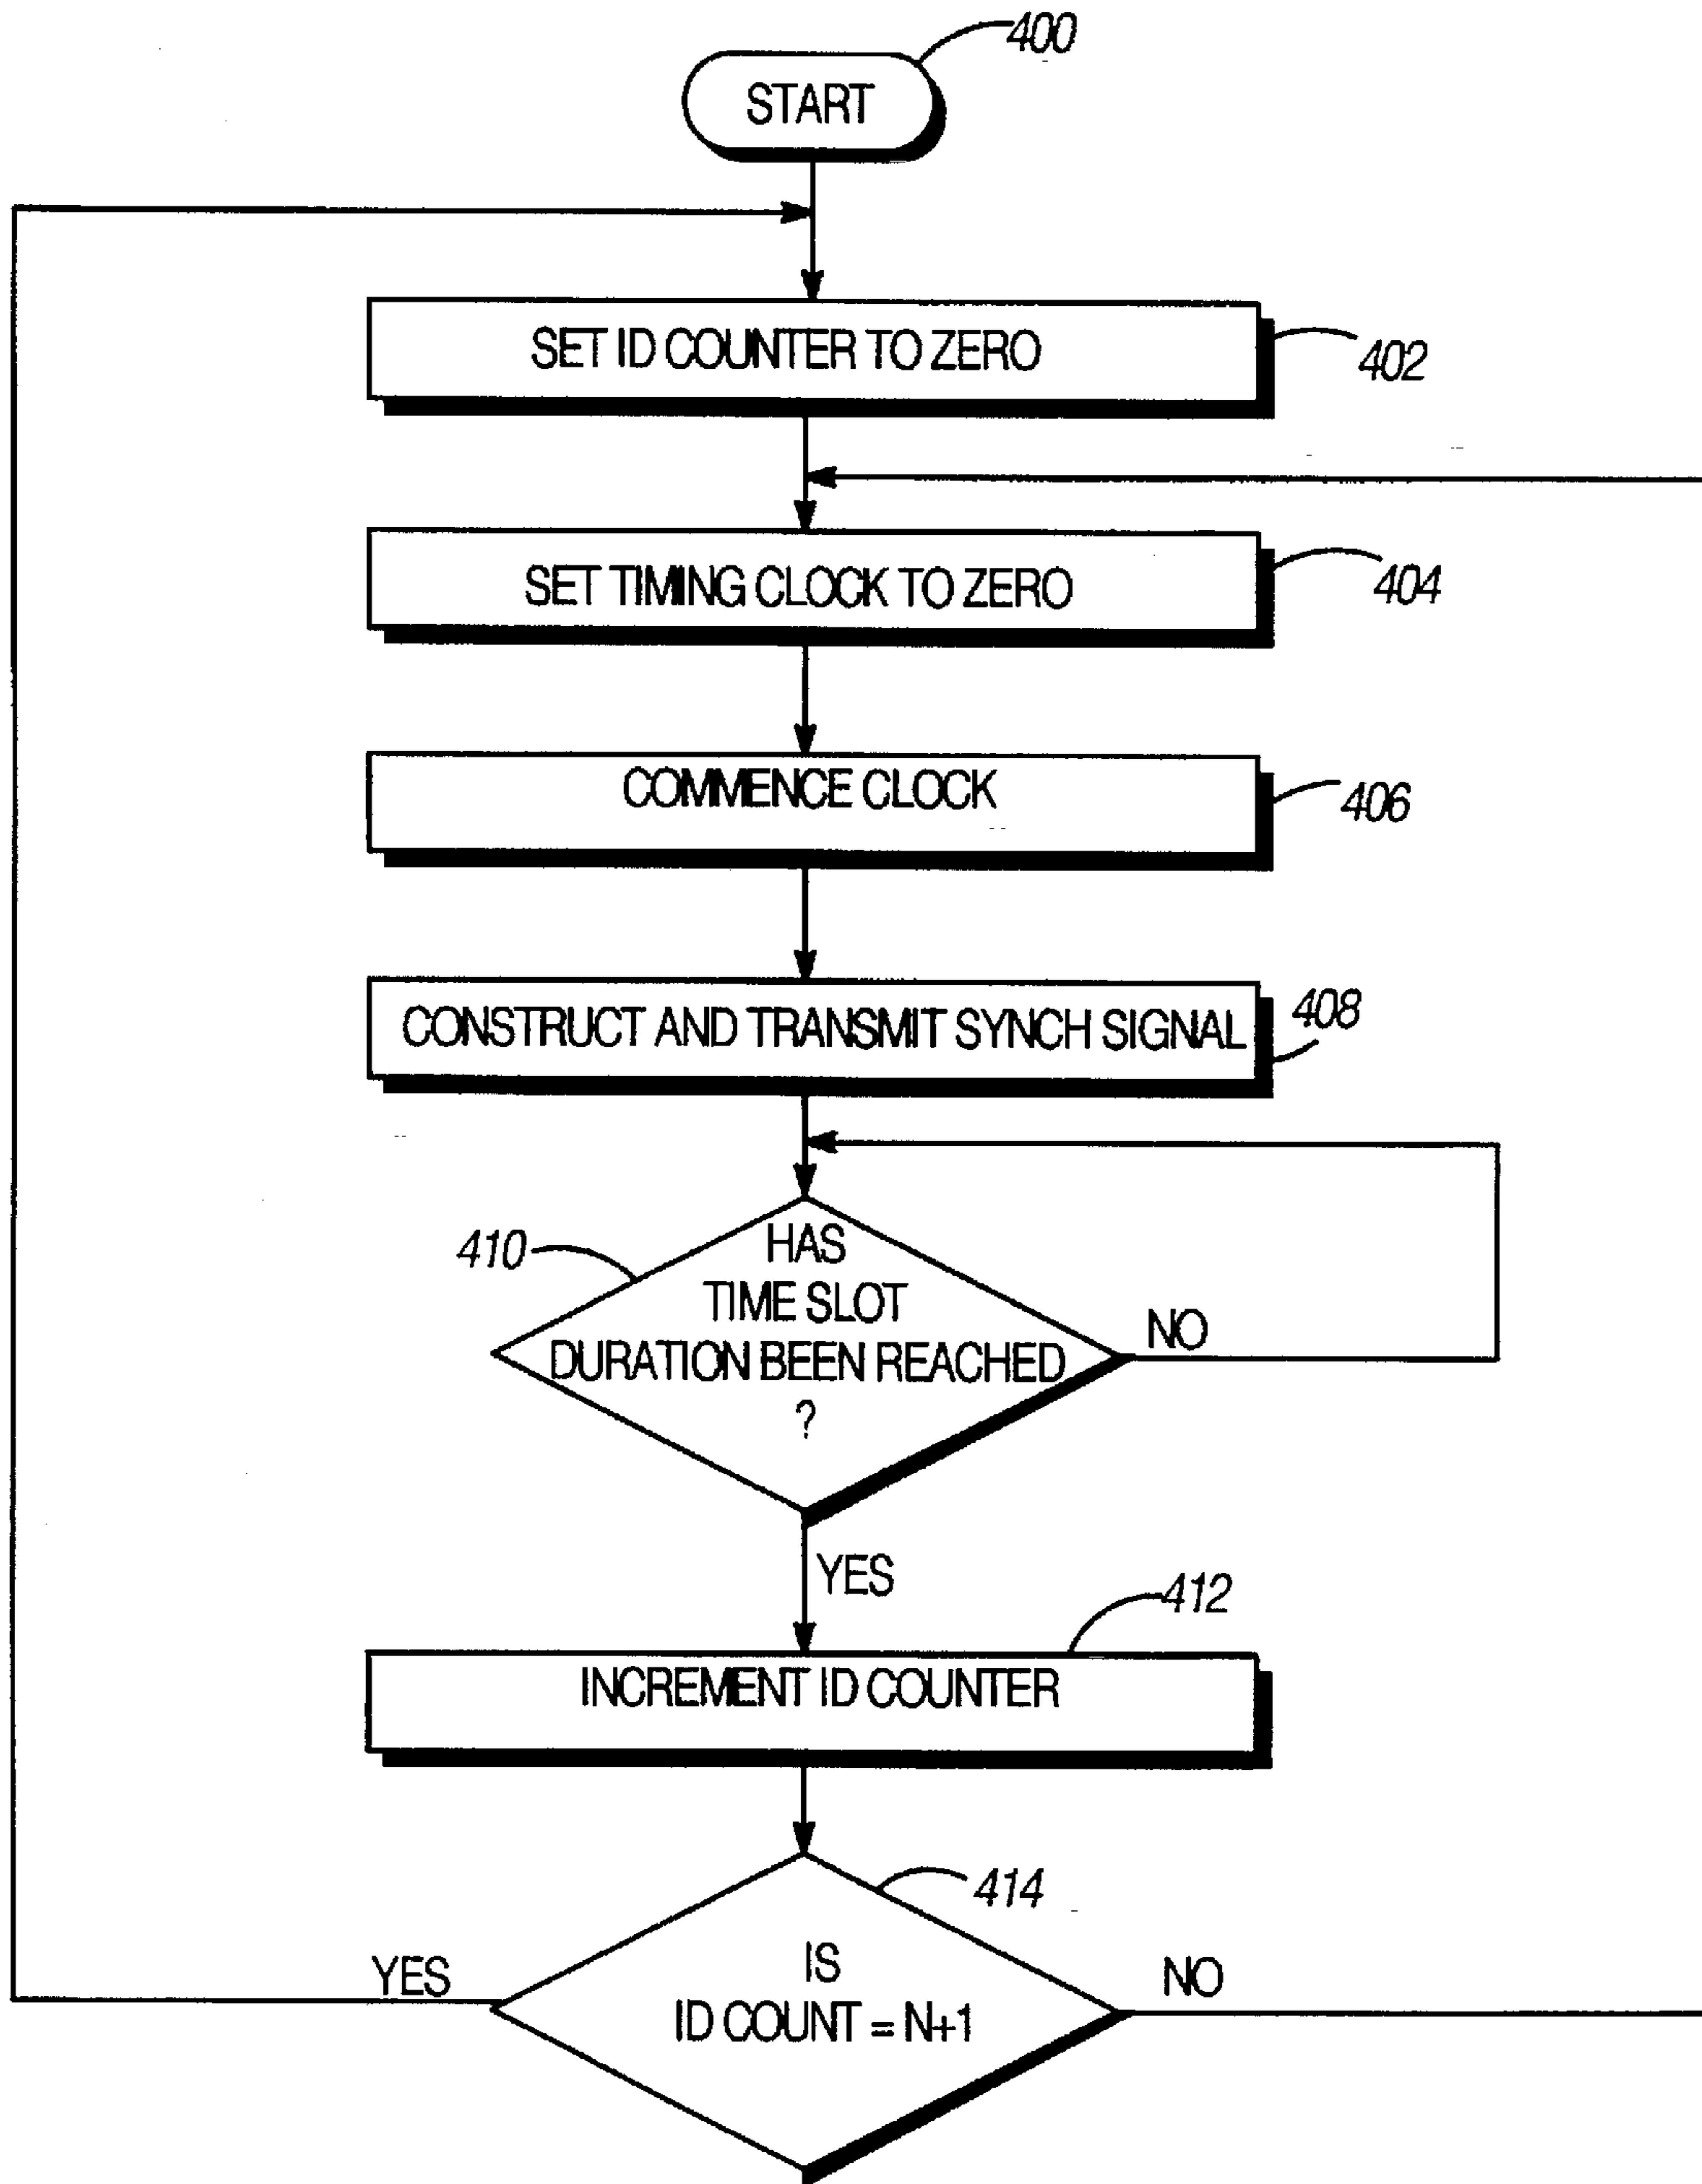 400
START
SET ID COUNTER TO ZERO
402
SET TIMING CLOCK TO ZERO
404
COMMENCE CLOCK
406
CONSTRUCT AND TRANSMIT SYNCH SIGNAL
408
410
HAS
TIME SLOT
DURATION BEEN REACHED
?
NO
YES
412
INCREMENT ID COUNTER
414
YES
IS
ID COUNT = N+1
NO